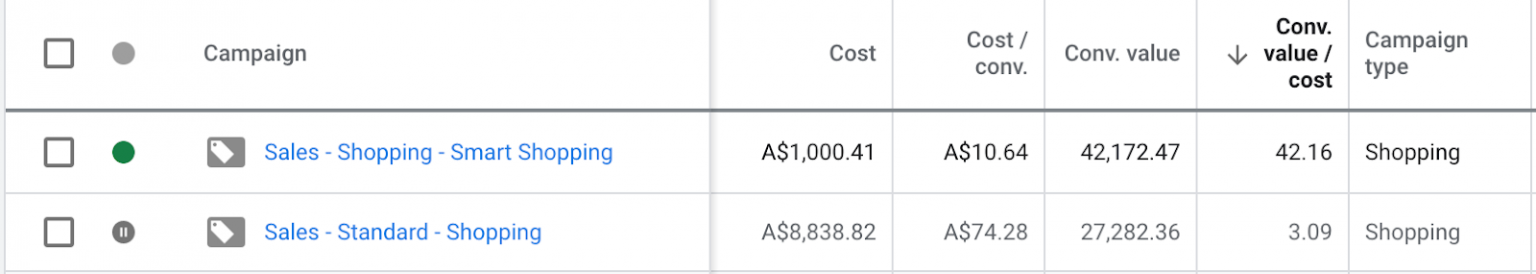 Campaign Cost Cost / conv. Conv. value Conv. value / cost Campaign type
Sales - Shopping - Smart Shopping A$1,000.41 A$10.64 42,172.47 42.16 Shopping
Sales - Standard - Shopping A$8,838.82 A$74.28 27,282.36 3.09 Shopping